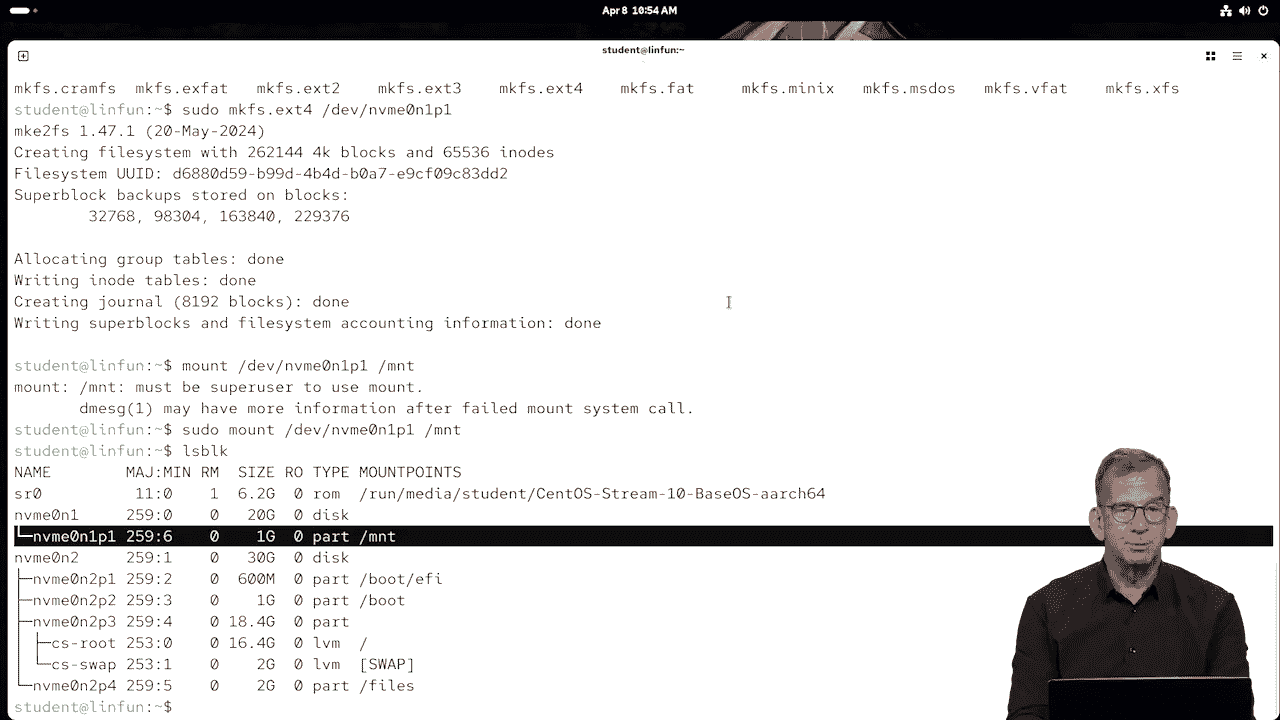 Apr 8 10:54 AM
student@linfun:~
mkfs.cramfs mkfs.exfat mkfs.ext2 mkfs.ext3 mkfs.ext4 mkfs.fat mkfs.minix mkfs.msdos mkfs.vfat mkfs.xfs
student@linfun:~$ sudo mkfs.ext4 /dev/nvme0n1p1
mke2fs 1.47.1 (20-May-2024)
Creating filesystem with 262144 4k blocks and 65536 inodes
Filesystem UUID: d6880d59-b99d-4b4d-b0a7-e9cf09c83dd2
Superblock backups stored on blocks:
        32768, 98304, 163840, 229376
Allocating group tables: done
Writing inode tables: done
Creating journal (8192 blocks): done
Writing superblocks and filesystem accounting information: done
student@linfun:~$ mount /dev/nvme0n1p1 /mnt
mount: /mnt: must be superuser to use mount.
       dmesg(1) may have more information after failed mount system call.
student@linfun:~$ sudo mount /dev/nvme0n1p1 /mnt
student@linfun:~$ lsblk
NAME        MAJ:MIN RM  SIZE RO TYPE MOUNTPOINTS
sr0          11:0    1  6.2G  0 rom  /run/media/student/CentOS-Stream-10-BaseOS-aarch64
nvme0n1     259:0    0   20G  0 disk
└─nvme0n1p1 259:6    0    1G  0 part /mnt
nvme0n2     259:1    0   30G  0 disk
├─nvme0n2p1 259:2    0  600M  0 part /boot/efi
├─nvme0n2p2 259:3    0    1G  0 part /boot
├─nvme0n2p3 259:4    0 18.4G  0 part
│ ├─cs-root 253:0    0 16.4G  0 lvm
│ └─cs-swap 253:1    0    2G  0 lvm  [SWAP]
└─nvme0n2p4 259:5    0    2G  0 part /files
student@linfun:~$